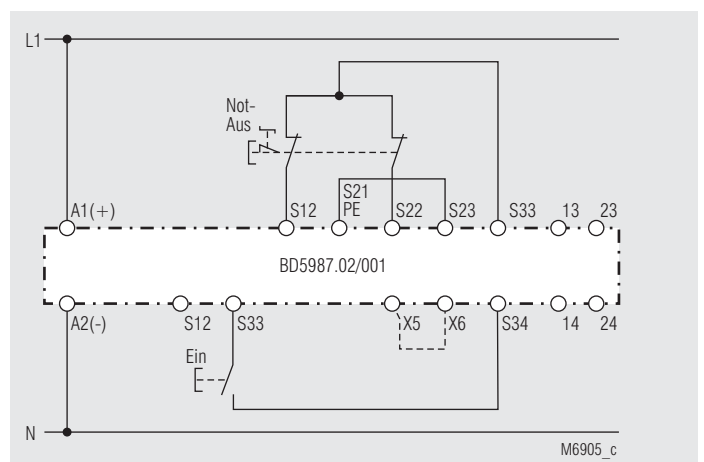 L1
Not-
Aus
A1(+)
S12
S21
PE
S22
S23
S33
13
23
BD5987.02/001
A2(-)
S12
S33
X5
X6
S34
14
24
Ein
N
M6905_c